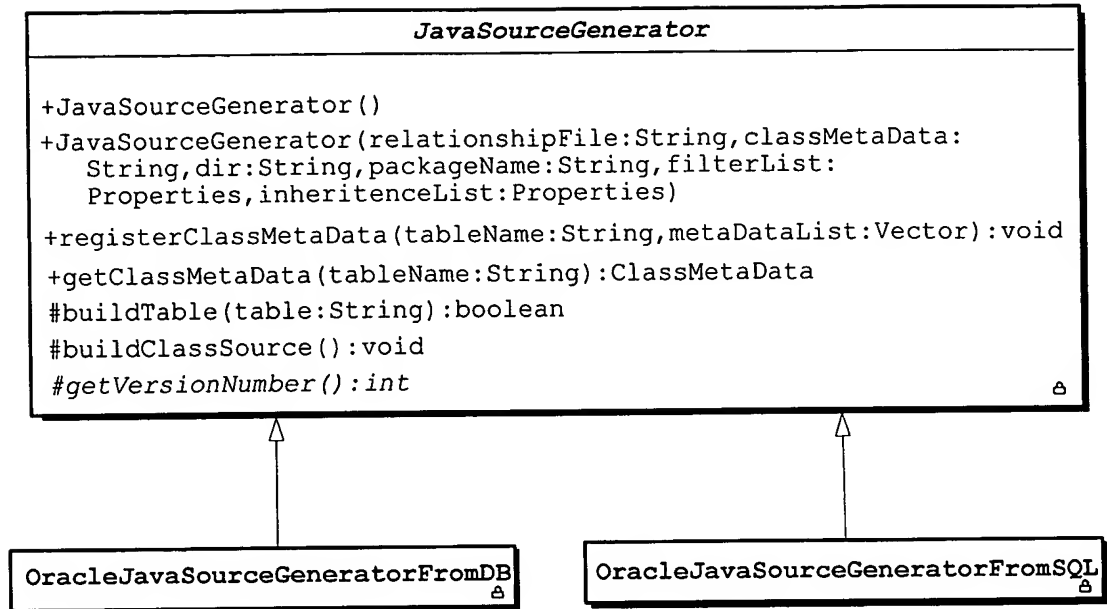 JavaSourceGenerator
+JavaSourceGenerator()
+JavaSourceGenerator(relationshipFile:String,classMetaData:
String,dir:String,packageName:String,filterList:
Properties,inheritenceList:Properties)
+registerClassMetaData(tableName:String,metaDataList:Vector):void
+getClassMetaData(tableName:String):ClassMetaData
#buildTable(table:String):boolean
#buildClassSource():void
#getVersionNumber():int
OracleJavaSourceGeneratorFromDB
OracleJavaSourceGeneratorFromSQL